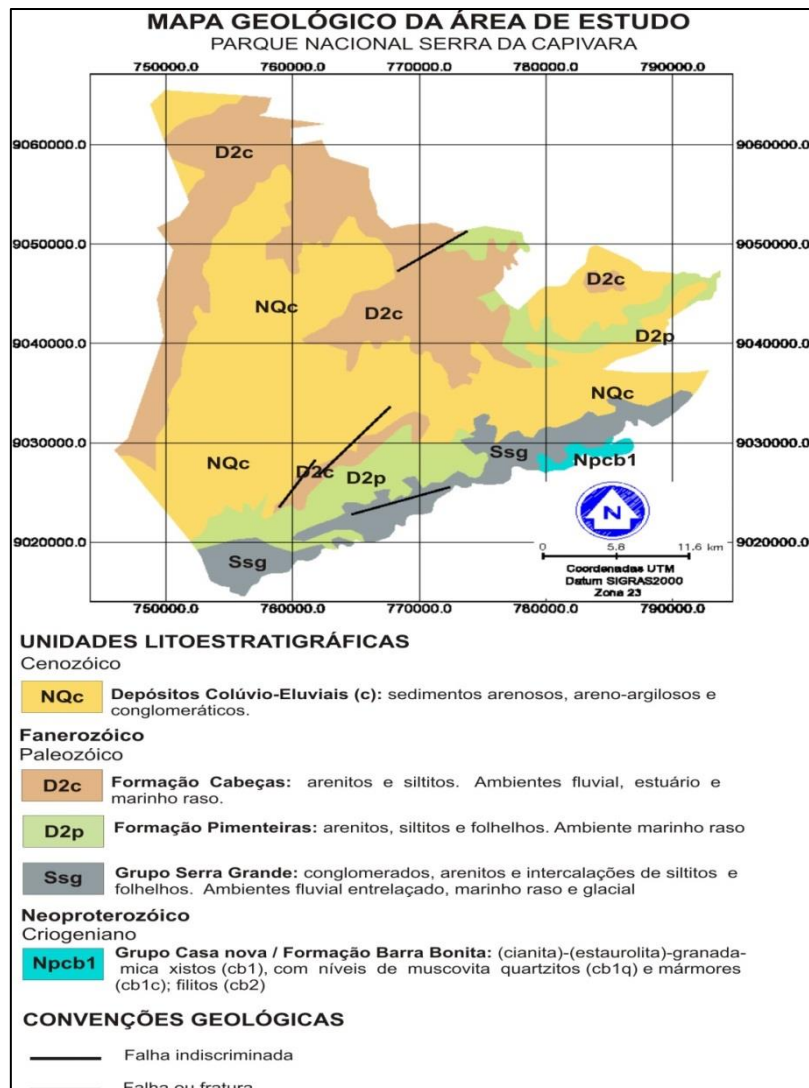 MAPA GEOLÓGICO DA ÁREA DE ESTUDO
PARQUE NACIONAL SERRA DA CAPIVARA
750000.0 760000.0 770000.0 780000.0 790000.0
9060000.0 D2c 9060000.0
9050000.0 9050000.0
D2c
NQc D2c
9040000.0 D2p 9040000.0
NQc
9030000.0 9030000.0
NQc D2c D2p Ssg Npcb1
N
9020000.0 0 5.8 11.6 km 9020000.0
Ssg
Coordenadas UTM
Datum SIGRAS2000
Zona 23
750000.0 760000.0 770000.0 780000.0 790000.0
UNIDADES LITOESTRATIGRÁFICAS
Cenozóico
NQc Depósitos Colúvio-Eluviais (c): sedimentos arenosos, areno-argilosos e
conglomeráticos.
Fanerozóico
Paleozóico
D2c Formação Cabeças: arenitos e siltitos. Ambientes fluvial, estuário e
marinho raso.
D2p Formação Pimenteiras: arenitos, siltitos e folhelhos. Ambiente marinho raso
Ssg Grupo Serra Grande: conglomerados, arenitos e intercalações de siltitos e
folhelhos. Ambientes fluvial entrelaçado, marinho raso e glacial
Neoproterozóico
Criogeniano
Npcb1 Grupo Casa nova / Formação Barra Bonita: (cianita)-(estaurolita)-granada-
mica xistos (cb1), com níveis de muscovita quartzitos (cb1q) e mármores
(cb1c); filitos (cb2)
CONVENÇÕES GEOLÓGICAS
Falha indiscriminada
Falha ou fratura